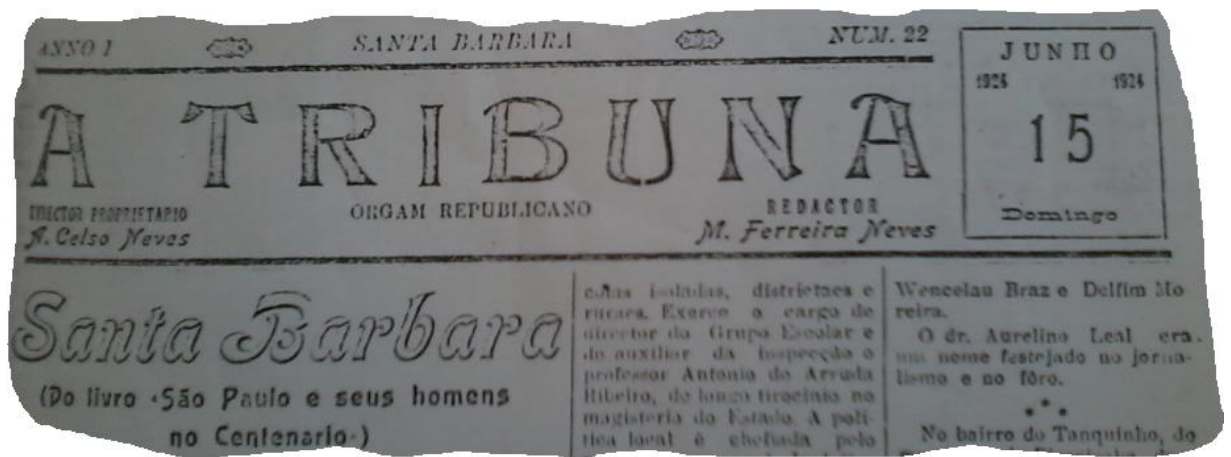 ANNO I
SANTA BARBARA
NUM. 22
JUNHO
1924 1924
15
Domingo
A TRIBUNA
DIRECTOR PROPRIETARIO
A. Celso Neves
ORGAM REPUBLICANO
REDACTOR
M. Ferreira Neves
Santa Barbara
(Do livro «São Paulo e seus homens
no Centenario»)
colas isoladas, districtaes e
ruraes. Exerce o cargo de
director do Grupo Escolar e
de auxiliar da inspecção o
professor Antonio de Arruda
Ribeiro, de longo tirocinio no
magisterio do Estado. A poli-
tica local é chefiada pelo
Wencelau Braz e Delfim Mo
reira.
O dr. Aurelino Leal era
um nome festejado no jorna-
lismo e no fôro.
* * *
No bairro do Tanquinho, do